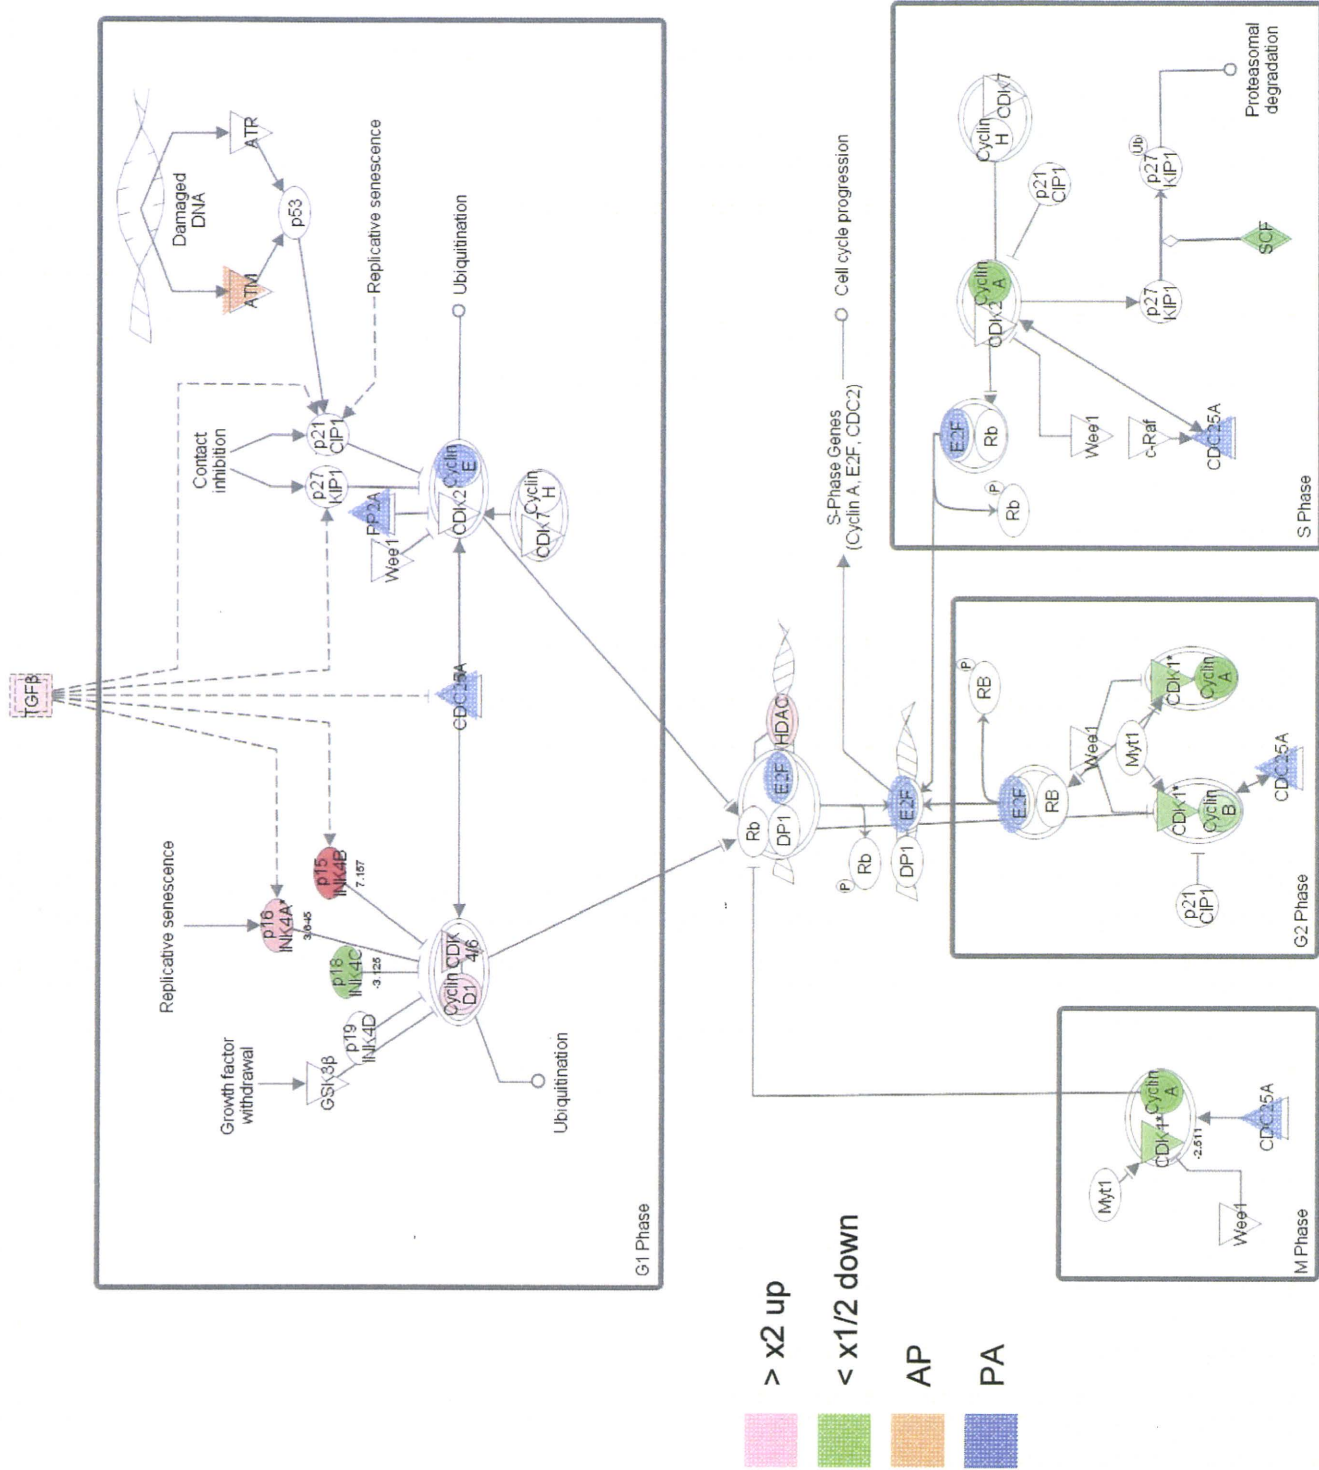 TGFβ
Replicative senescence
Growth factor
withdrawal
GSK3β
p19
INK4D
p18
INK4C
-3.125
p16
INK4A*
p15
INK4B
7.157
Cyclin
D1
CDK
4/6
Ubiquitination
CDC25A
Contact
inhibition
p27
KIP1
p21
CIP1
Wee1
PP2A
CDK2
Cyclin
E
CDK7
Cyclin
H
Ubiquitination
Damaged
DNA
ATM
ATR
p53
Replicative senescence
G1 Phase
Rb
DP1
E2F
HDAC
P
Rb
DP1
E2F
S-Phase Genes
(Cyclin A, E2F, CDC2)
Cell cycle progression
Myt1
CDK1*
Cyclin
A
-2.511
Wee1
CDC25A
M Phase
E2F
RB
P
RB
Wee1
Myt1
p21
CIP1
CDK1*
Cyclin
B
CDK1*
Cyclin
A
CDC25A
G2 Phase
E2F
Rb
P
Rb
CDK2
Cyclin
A
Cyclin
H
CDK7
p21
CIP1
Wee1
c-Raf
CDC25A
p27
KIP1
p27
KIP1
Ub
SCF
Proteasomal
degradation
S Phase
> x2 up
< x1/2 down
AP
PA